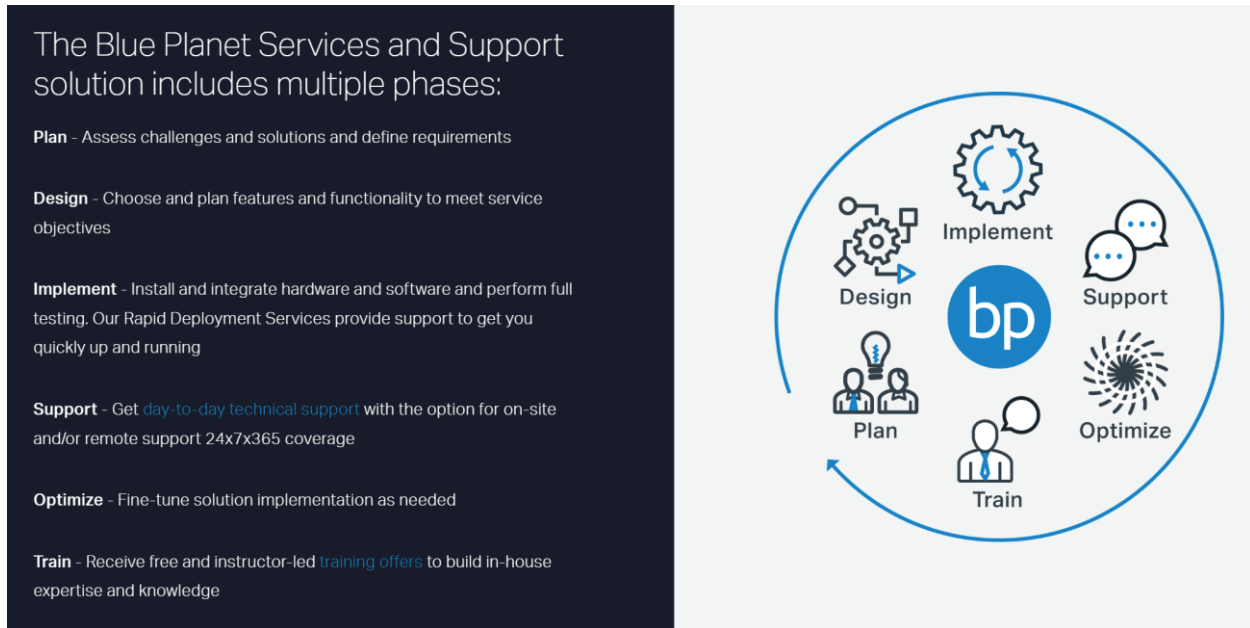 The Blue Planet Services and Support
solution includes multiple phases:
Plan - Assess challenges and solutions and define requirements
Design - Choose and plan features and functionality to meet service
objectives
Implement - Install and integrate hardware and software and perform full
testing. Our Rapid Deployment Services provide support to get you
quickly up and running
Support - Get day-to-day technical support with the option for on-site
and/or remote support 24x7x365 coverage
Optimize - Fine-tune solution implementation as needed
Train - Receive free and instructor-led training offers to build in-house
expertise and knowledge
Implement
Design
Support
bp
Plan
Optimize
Train